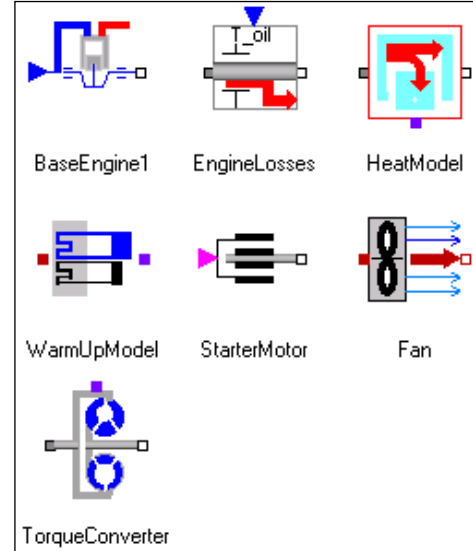 T_oil
BaseEngine1 EngineLosses HeatModel
WarmUpModel StarterMotor Fan
TorqueConverter